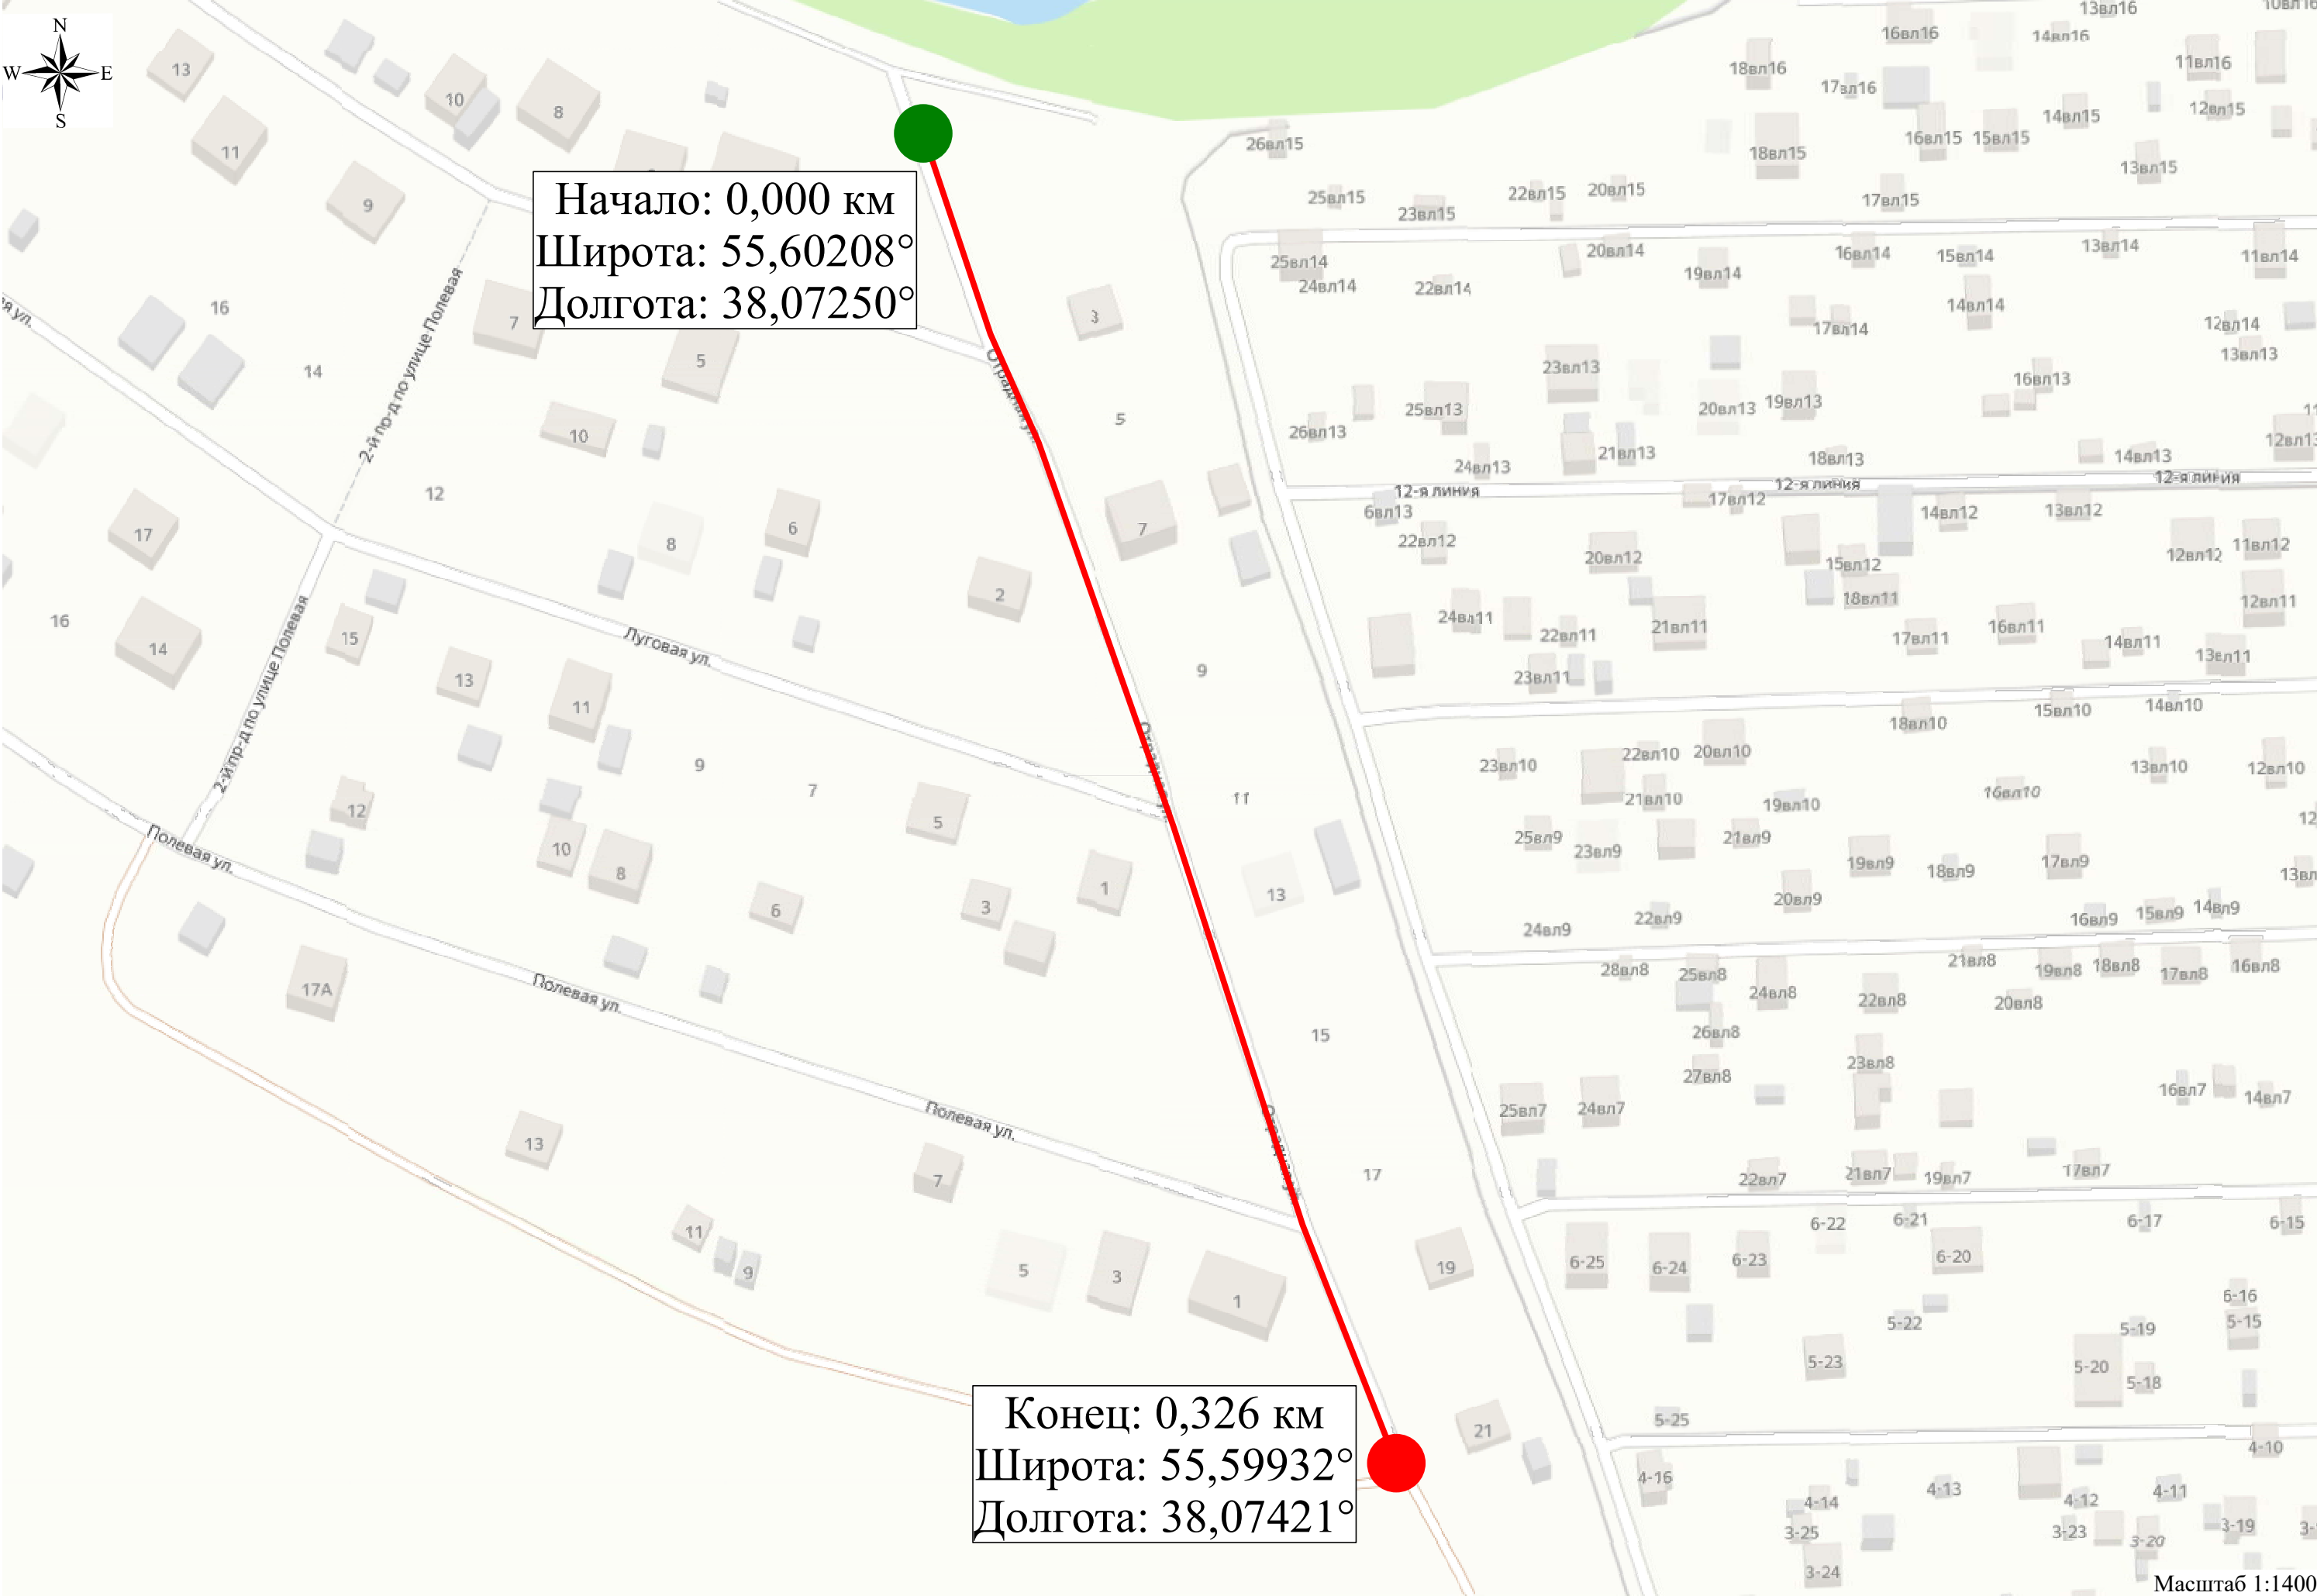 N
W
E
S
Начало: 0,000 км
Широта: 55,60208°
Долгота: 38,07250°
Конец: 0,326 км
Широта: 55,59932°
Долгота: 38,07421°
Масштаб 1:1400
2-й пр-д по улице Полевая
2-й пр-д по улице Полевая
Луговая ул.
Полевая ул.
Полевая ул.
Полевая ул.
12-я линия
12-я линия
12-я линия
13
11
10
8
9
16
14
7
5
3
5
10
12
17
8
6
2
7
16
14
15
13
11
9
9
7
5
11
12
10
8
6
3
1
13
17А
15
13
7
17
11
9
5
3
1
19
21
13вл16
16вл16
14вл16
18вл16
17вл16
11вл16
12вл15
14вл15
26вл15
18вл15
16вл15
15вл15
13вл15
25вл15
23вл15
22вл15
20вл15
17вл15
25вл14
24вл14
22вл14
20вл14
19вл14
16вл14
15вл14
13вл14
11вл14
14вл14
17вл14
12вл14
13вл13
23вл13
16вл13
25вл13
20вл13
19вл13
26вл13
24вл13
21вл13
18вл13
14вл13
12вл13
6вл13
17вл12
14вл12
13вл12
22вл12
20вл12
15вл12
12вл12
11вл12
18вл11
12вл11
24вл11
22вл11
21вл11
17вл11
16вл11
14вл11
13вл11
23вл11
18вл10
15вл10
14вл10
23вл10
22вл10
20вл10
13вл10
12вл10
21вл10
19вл10
16вл10
25вл9
23вл9
21вл9
19вл9
18вл9
17вл9
20вл9
24вл9
22вл9
16вл9
15вл9
14вл9
28вл8
25вл8
24вл8
22вл8
21вл8
19вл8
18вл8
17вл8
16вл8
20вл8
26вл8
27вл8
23вл8
25вл7
24вл7
16вл7
14вл7
22вл7
21вл7
19вл7
17вл7
6-22
6-21
6-17
6-15
6-25
6-24
6-23
6-20
6-16
5-22
5-19
5-15
5-23
5-20
5-18
5-25
4-10
4-16
4-14
4-13
4-12
4-11
3-25
3-23
3-20
3-19
3-24